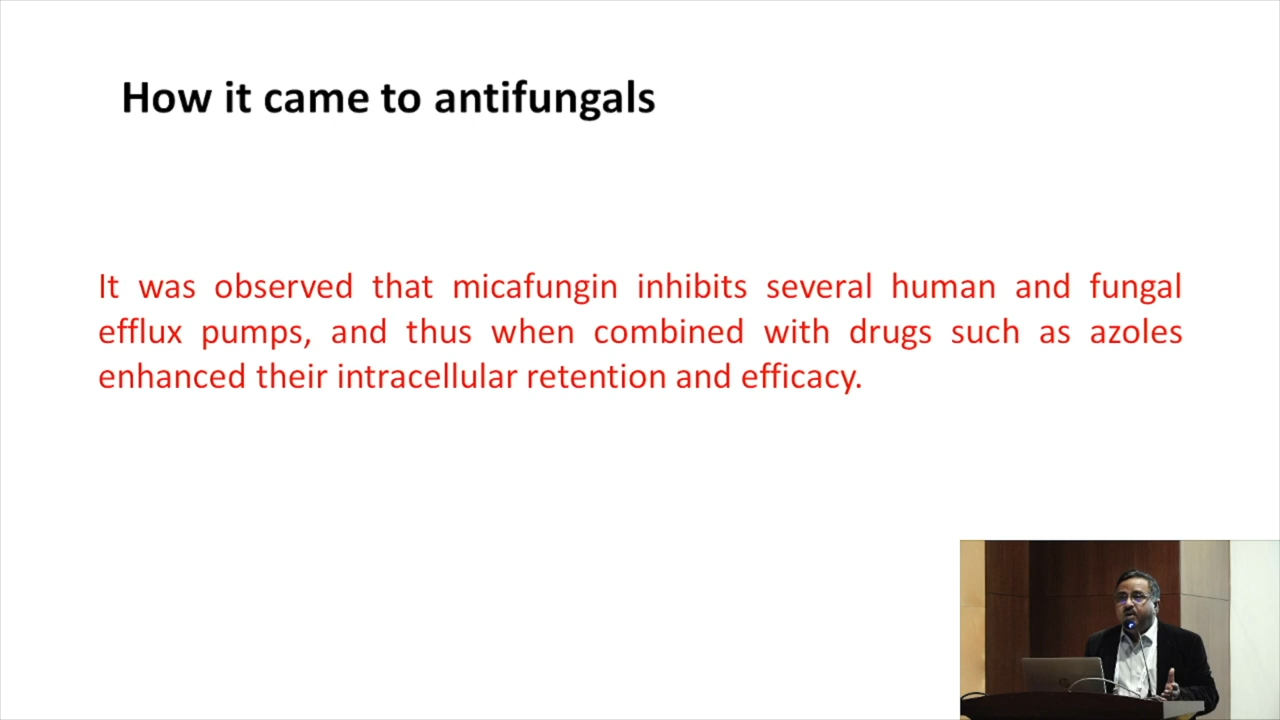 How it came to antifungals
It was observed that micafungin inhibits several human and fungal
efflux pumps, and thus when combined with drugs such as azoles
enhanced their intracellular retention and efficacy.